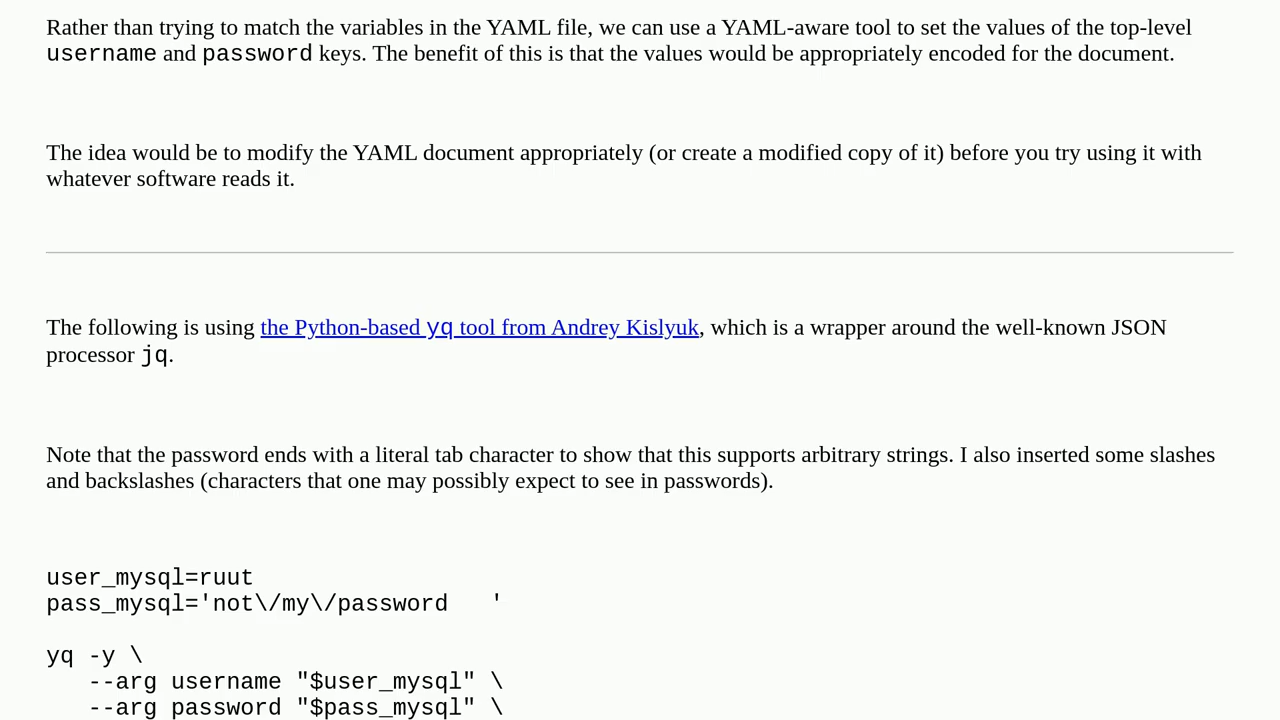 Rather than trying to match the variables in the YAML file, we can use a YAML-aware tool to set the values of the top-level
username and password keys. The benefit of this is that the values would be appropriately encoded for the document.
The idea would be to modify the YAML document appropriately (or create a modified copy of it) before you try using it with
whatever software reads it.
The following is using the Python-based yq tool from Andrey Kislyuk, which is a wrapper around the well-known JSON
processor jq.
Note that the password ends with a literal tab character to show that this supports arbitrary strings. I also inserted some slashes
and backslashes (characters that one may possibly expect to see in passwords).
user_mysql=ruut
pass_mysql='not\/my\/password   '
yq -y \
   --arg username "$user_mysql" \
   --arg password "$pass_mysql" \